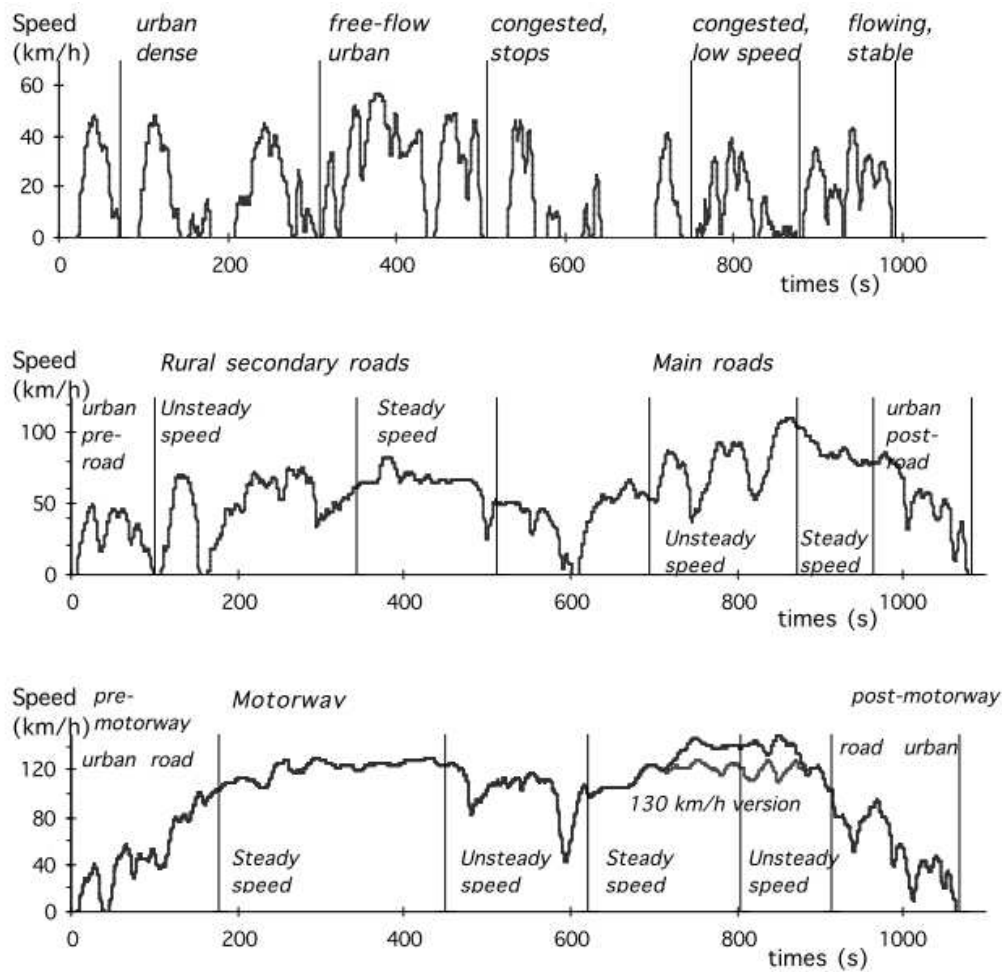 Speed urban free-flow congested, congested, flowing,
(km/h) dense urban stops low speed stable
60
40
20
0
0 200 400 600 800 1000
times (s)
Speed Rural secondary roads Main roads
(km/h)
urban Unsteady Steady urban
pre- speed speed post-
road road
100
50
Unsteady Steady
speed speed
0
0 200 400 600 800 1000
times (s)
Speed pre- Motorwav post-motorway
(km/h) motorway
urban road road urban
120
130 km/h version
80
40
Steady Unsteady Steady Unsteady
speed speed speed speed
0
0 200 400 600 800 1000
times (s)